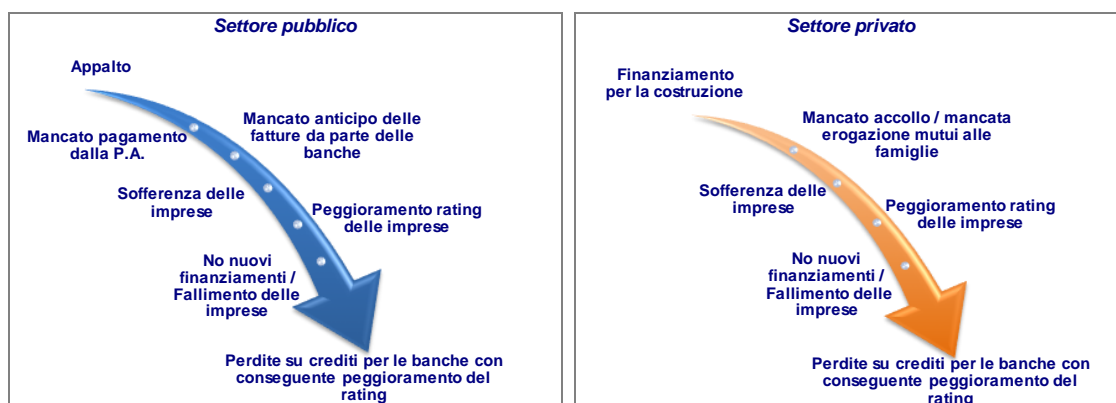 Settore pubblico
Appalto
Mancato pagamento
dalla P.A.
Mancato anticipo delle
fatture da parte delle
banche
Sofferenza delle
imprese
Peggioramento rating
delle imprese
No nuovi
finanziamenti /
Fallimento delle
imprese
Perdite su crediti per le banche con
conseguente peggioramento del
rating
Settore privato
Finanziamento
per la costruzione
Mancato accollo / mancata
erogazione mutui alle
famiglie
Sofferenza delle
imprese
Peggioramento rating
delle imprese
No nuovi
finanziamenti /
Fallimento delle
imprese
Perdite su crediti per le banche con
conseguente peggioramento del
rating